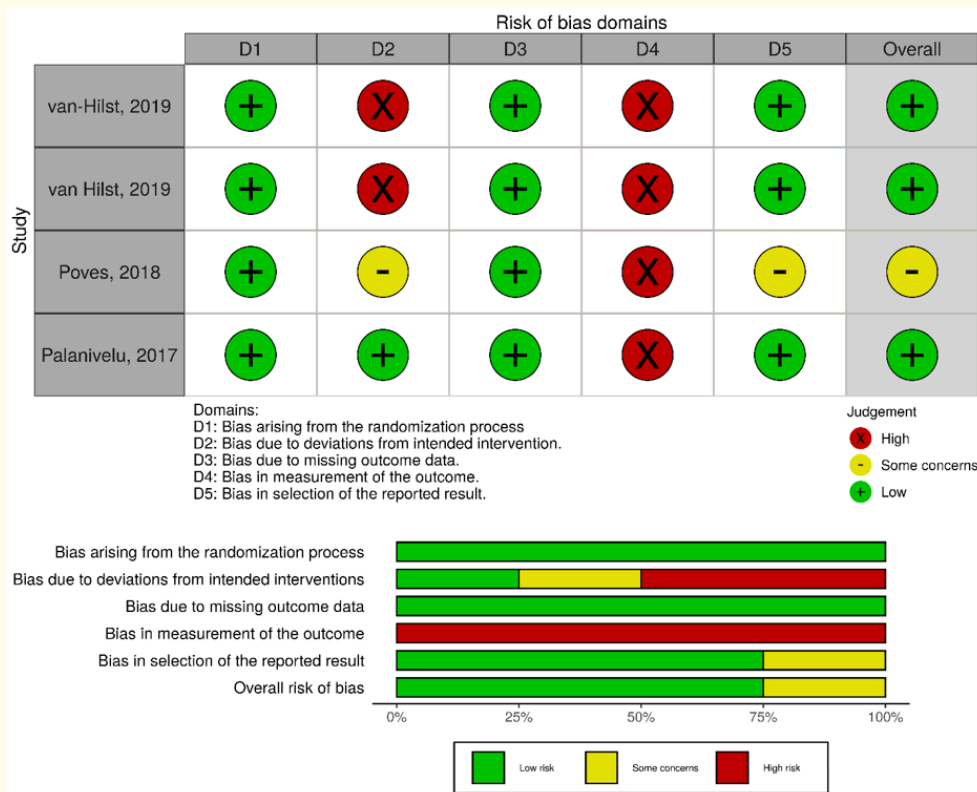 Risk of bias domains
D1 D2 D3 D4 D5 Overall
Study
van-Hilst, 2019 + X + X + +
van Hilst, 2019 + X + X + +
Poves, 2018 + - + X - -
Palanivelu, 2017 + + + X + +
Domains:
D1: Bias arising from the randomization process
D2: Bias due to deviations from intended intervention.
D3: Bias due to missing outcome data.
D4: Bias in measurement of the outcome.
D5: Bias in selection of the reported result.
Judgement
X High
- Some concerns
+ Low
Bias arising from the randomization process
Bias due to deviations from intended interventions
Bias due to missing outcome data
Bias in measurement of the outcome
Bias in selection of the reported result
Overall risk of bias
0% 25% 50% 75% 100%
Low risk Some concerns High risk